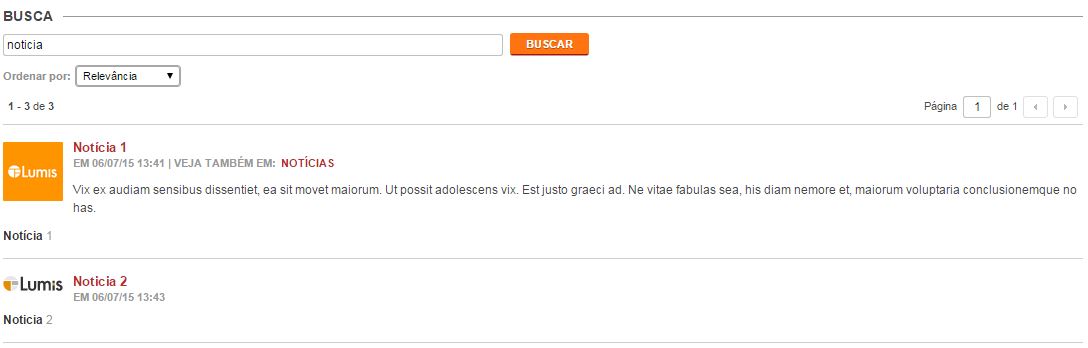 BUSCA
noticia
BUSCAR
Ordenar por: Relevância
1 - 3 de 3
Página 1 de 1
Lumis
Notícia 1
EM 06/07/15 13:41 | VEJA TAMBÉM EM: NOTÍCIAS
Vix ex audiam sensibus dissentiet, ea sit movet maiorum. Ut possit adolescens vix. Est justo graeci ad. Ne vitae fabulas sea, his diam nemore et, maiorum voluptaria conclusionemque no
has.
Notícia 1
Lumis
Noticia 2
EM 06/07/15 13:43
Noticia 2